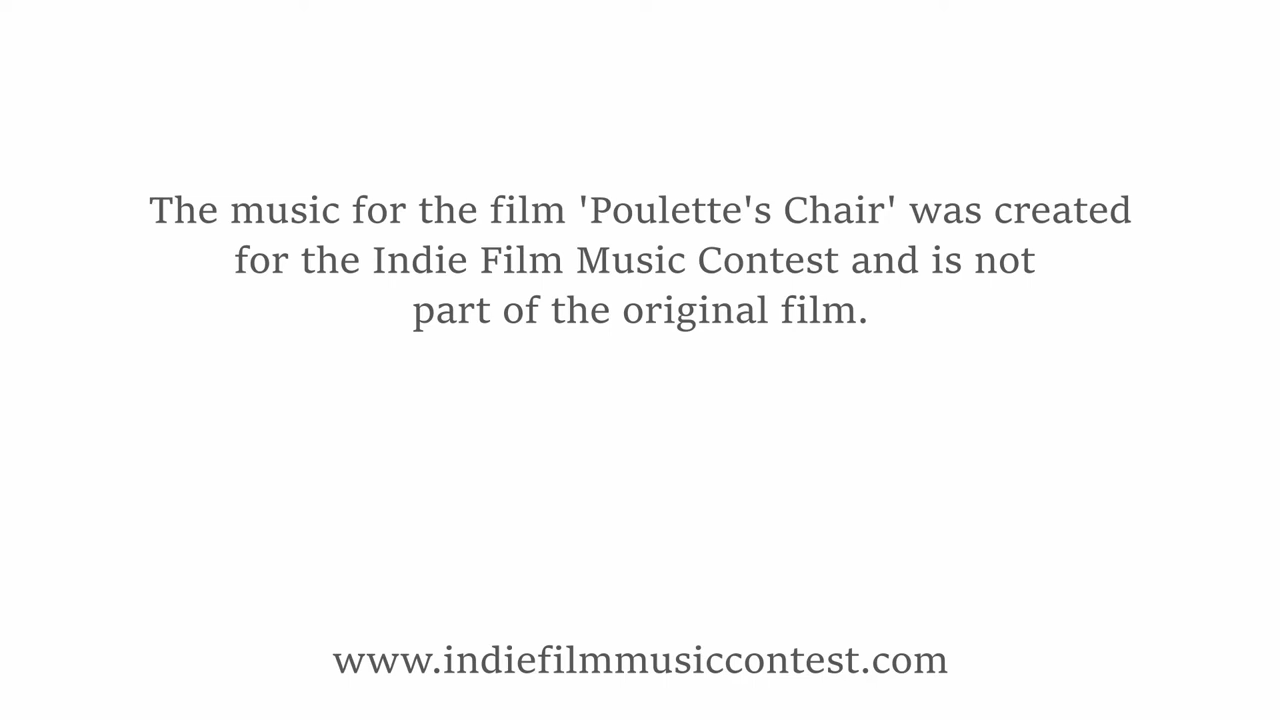 The music for the film 'Poulette's Chair' was created
for the Indie Film Music Contest and is not
part of the original film.
www.indiefilmmusiccontest.com